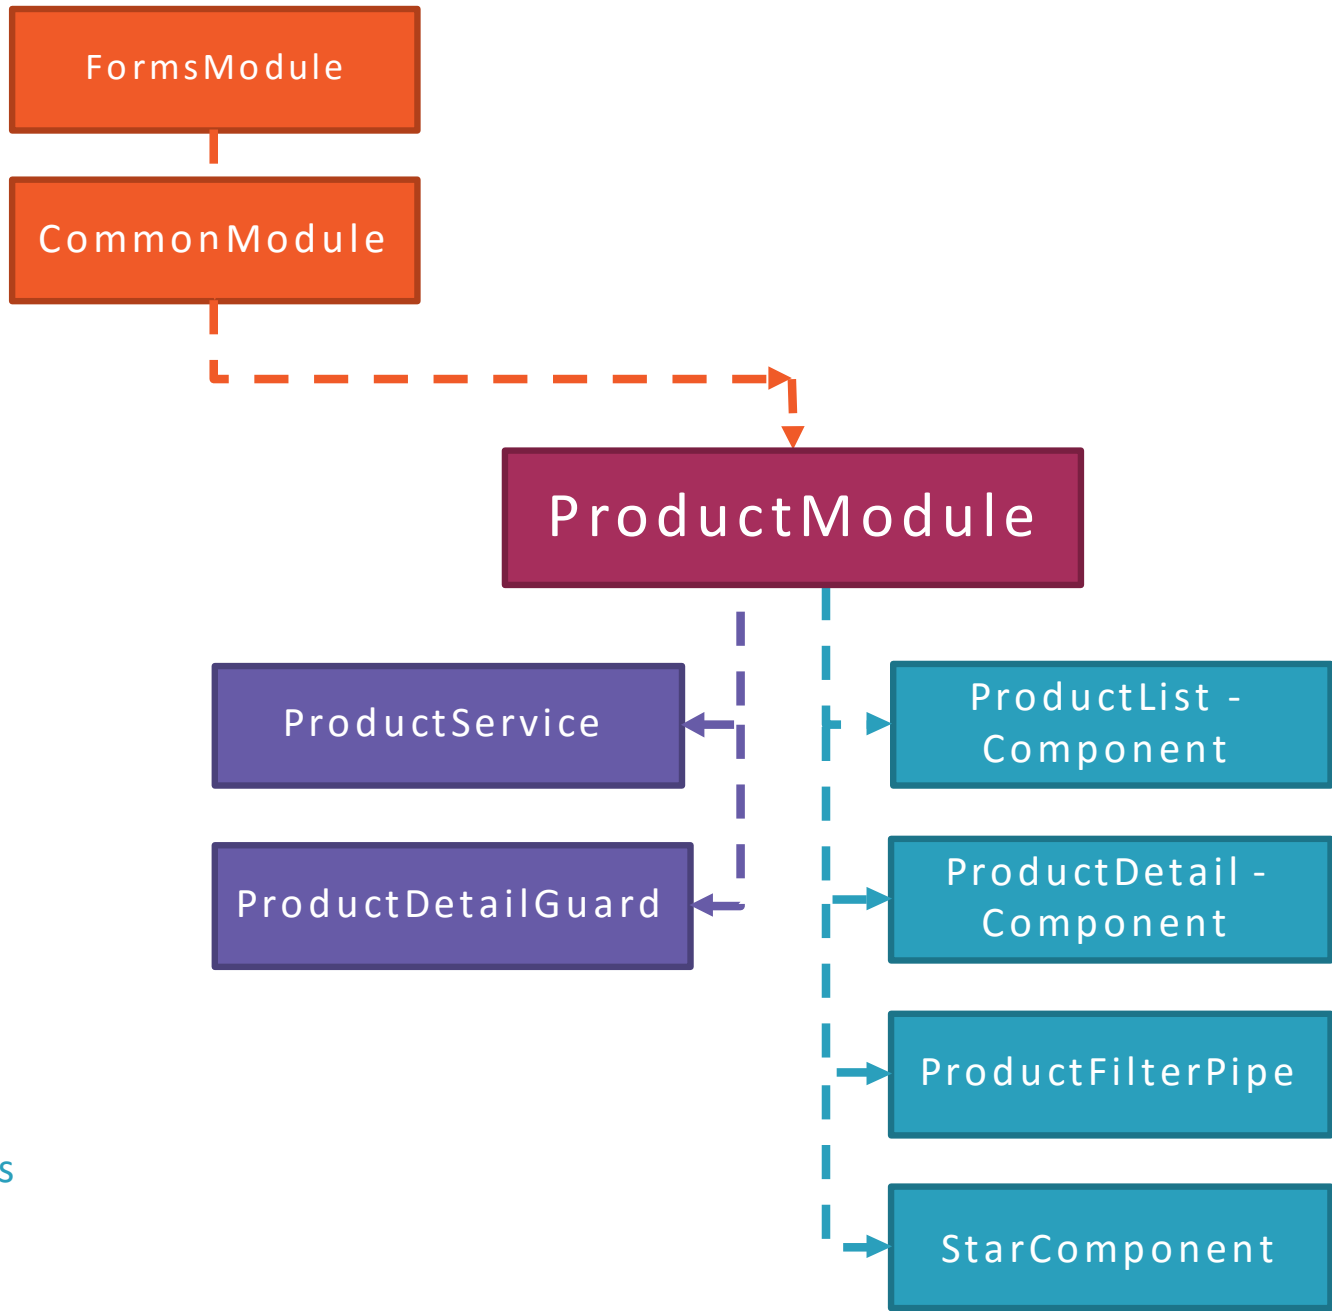 FormsModule
CommonModule
ProductModule
ProductService
ProductList -
Component
ProductDetailGuard
ProductDetail -
Component
ProductFilterPipe
s
StarComponent